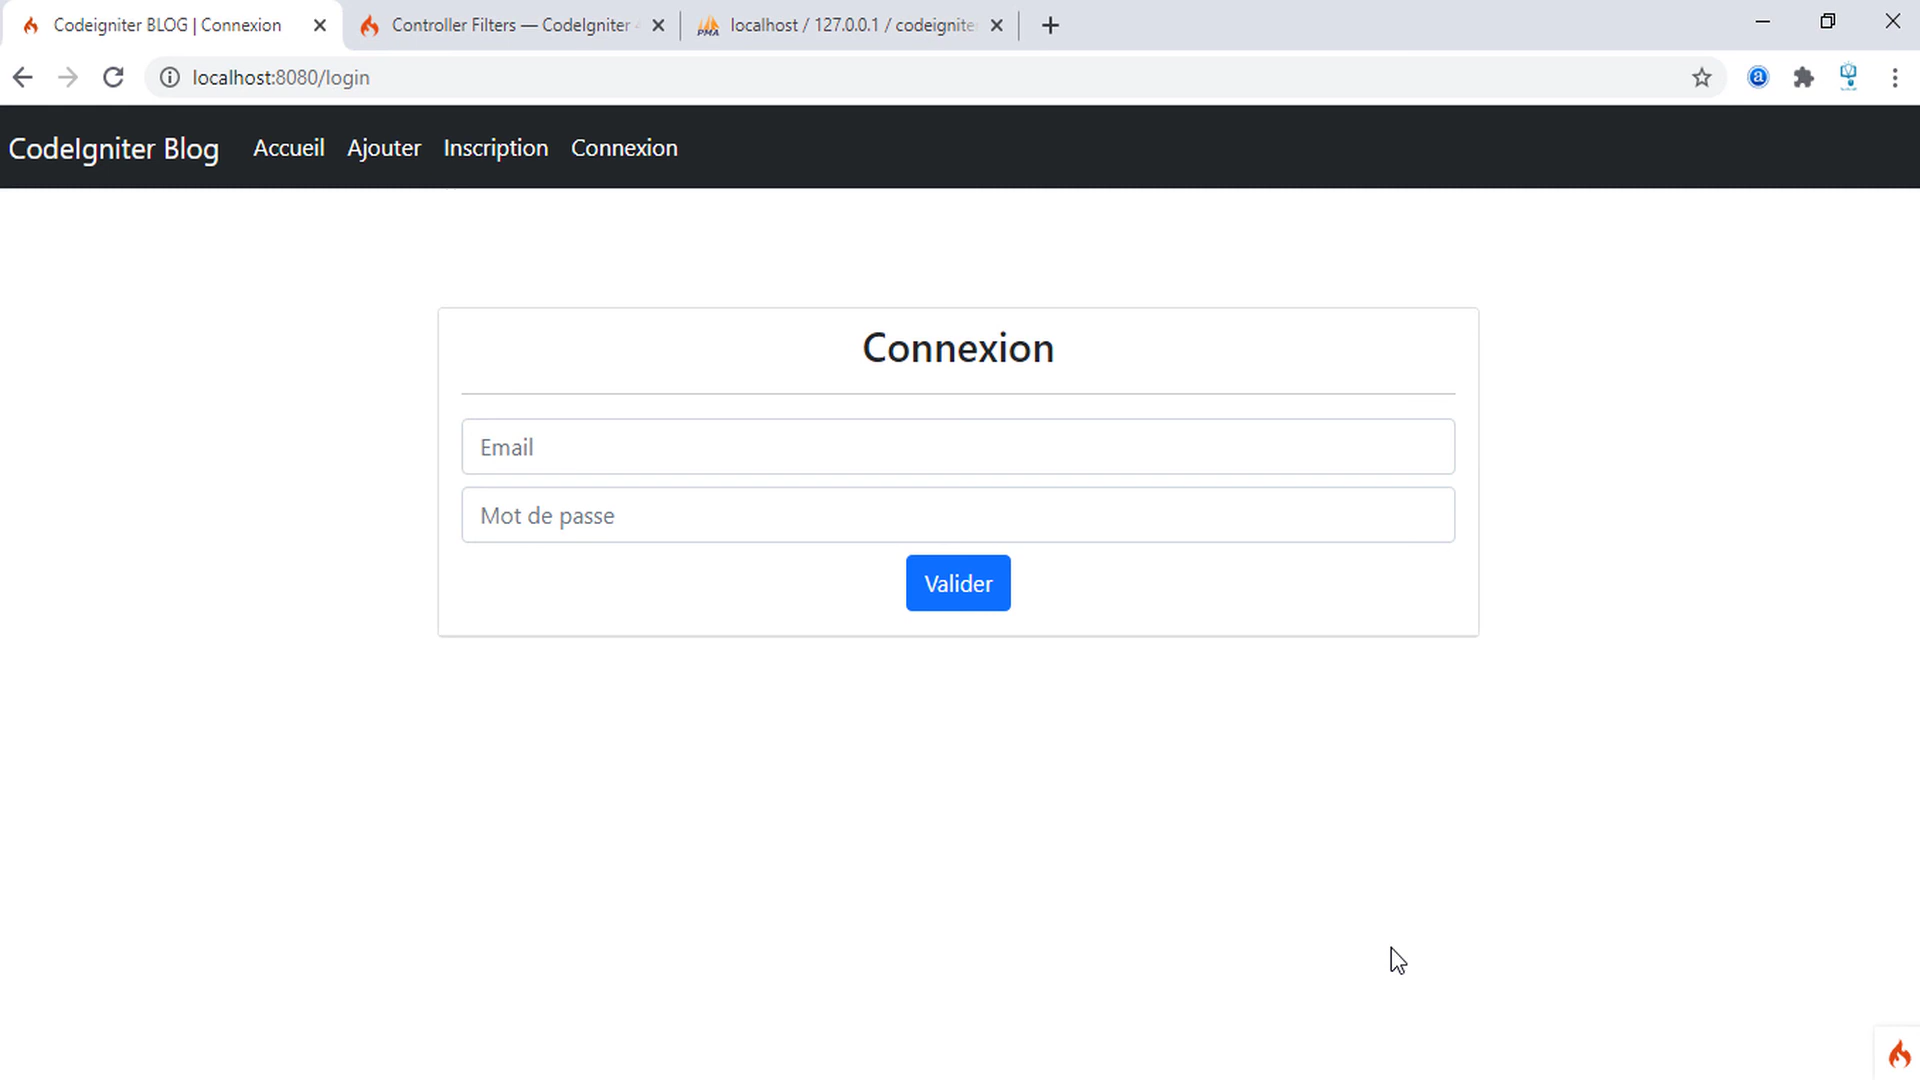 Codeigniter BLOG | Connexion
Controller Filters — CodeIgniter
PMA localhost / 127.0.0.1 / codeignite
localhost:8080/login
CodeIgniter Blog Accueil Ajouter Inscription Connexion
Connexion
Email
Mot de passe
Valider